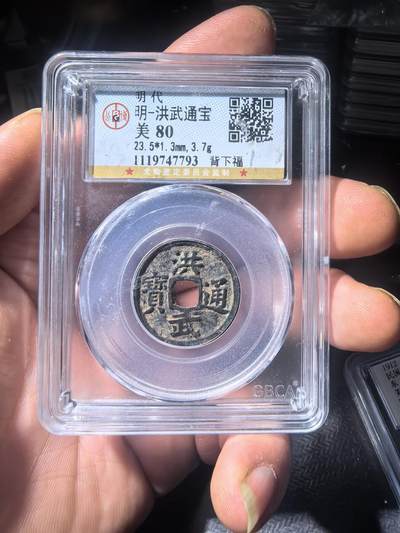 明代
明-洪武通宝
美 80
23.5*1.3mm, 3.7g
1119747793 背下福
洪武通寶
GBCA
1912